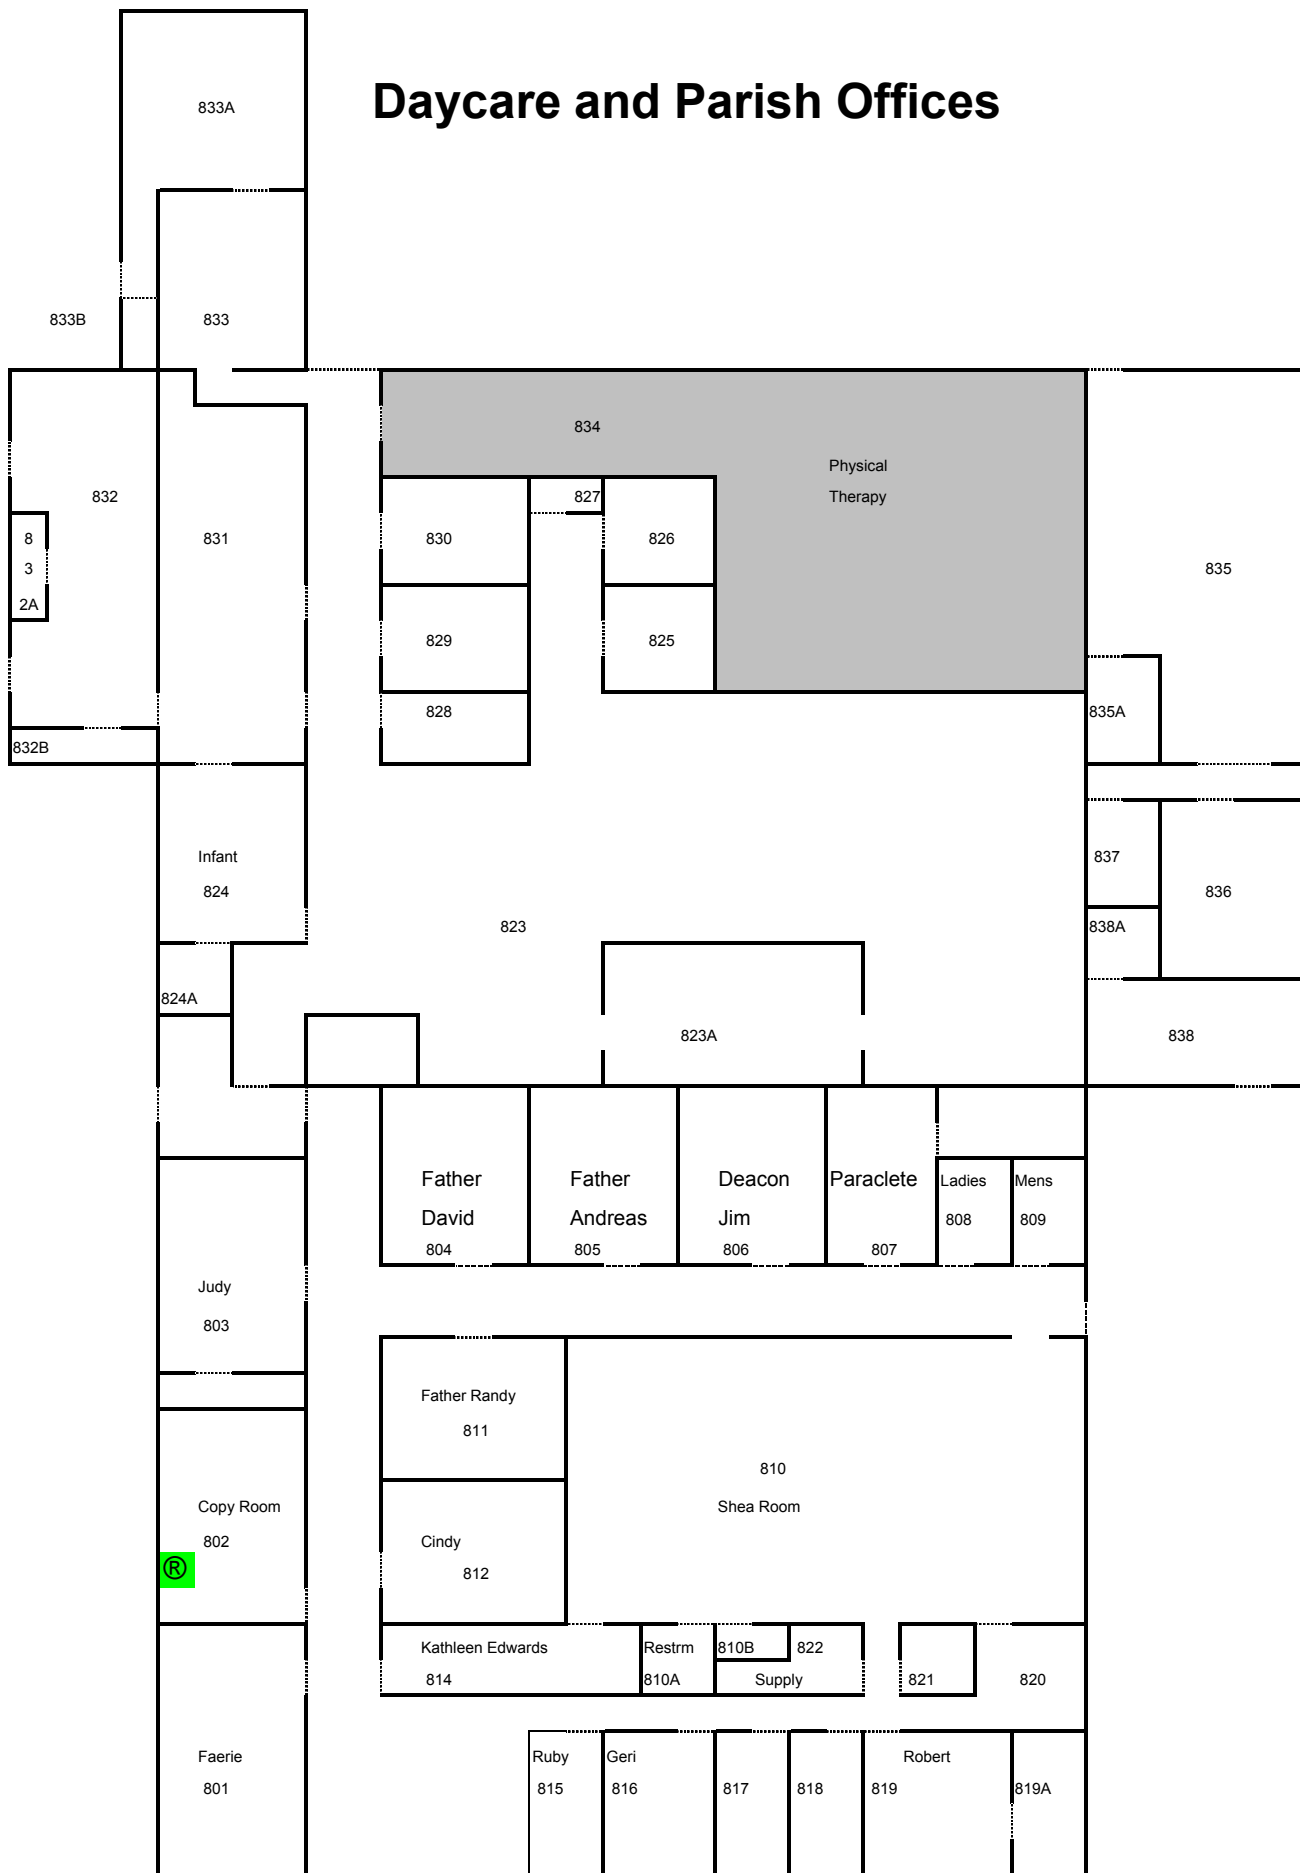 Daycare and Parish Offices
833A
833B
833
834
Physical
Therapy
832
827
8
3
2A
831
830
826
835
829
825
828
835A
832B
Infant
824
837
836
823
838A
824A
823A
838
Father
David
804
Father
Andreas
805
Deacon
Jim
806
Paraclete
807
Ladies
808
Mens
809
Judy
803
Father Randy
811
810
Shea Room
Copy Room
802
®
Cindy
812
Kathleen Edwards
814
Restrm
810A
810B
822
Supply
821
820
Faerie
801
Ruby
815
Geri
816
817
818
Robert
819
819A